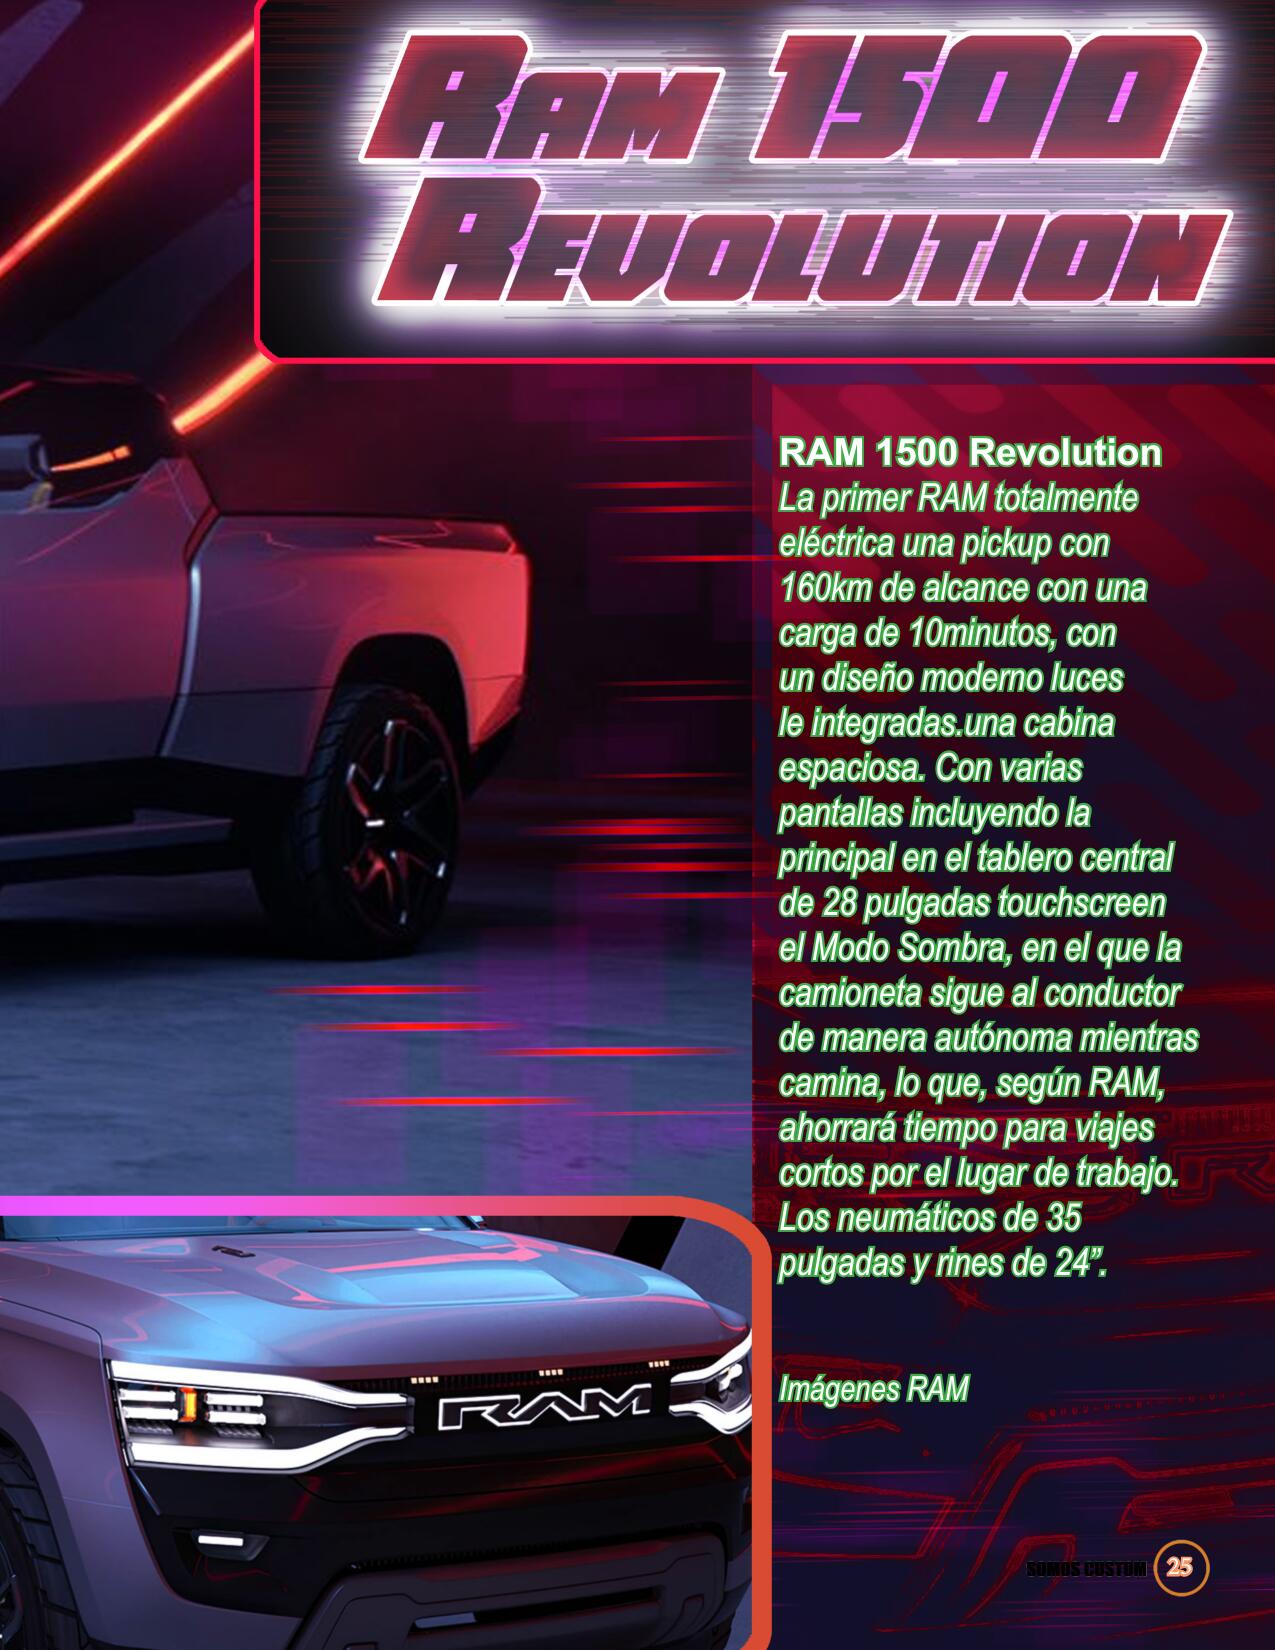 RAM 1500
REVOLUTION
RAM 1500 Revolution
La primer RAM totalmente
eléctrica una pickup con
160km de alcance con una
carga de 10minutos, con
un diseño moderno luces
le integradas.una cabina
espaciosa. Con varias
pantallas incluyendo la
principal en el tablero central
de 28 pulgadas touchscreen
el Modo Sombra, en el que la
camioneta sigue al conductor
de manera autónoma mientras
camina, lo que, según RAM,
ahorrará tiempo para viajes
cortos por el lugar de trabajo.
Los neumáticos de 35
pulgadas y rines de 24”.
Imágenes RAM
RAM
SOMOS CUSTOM 25